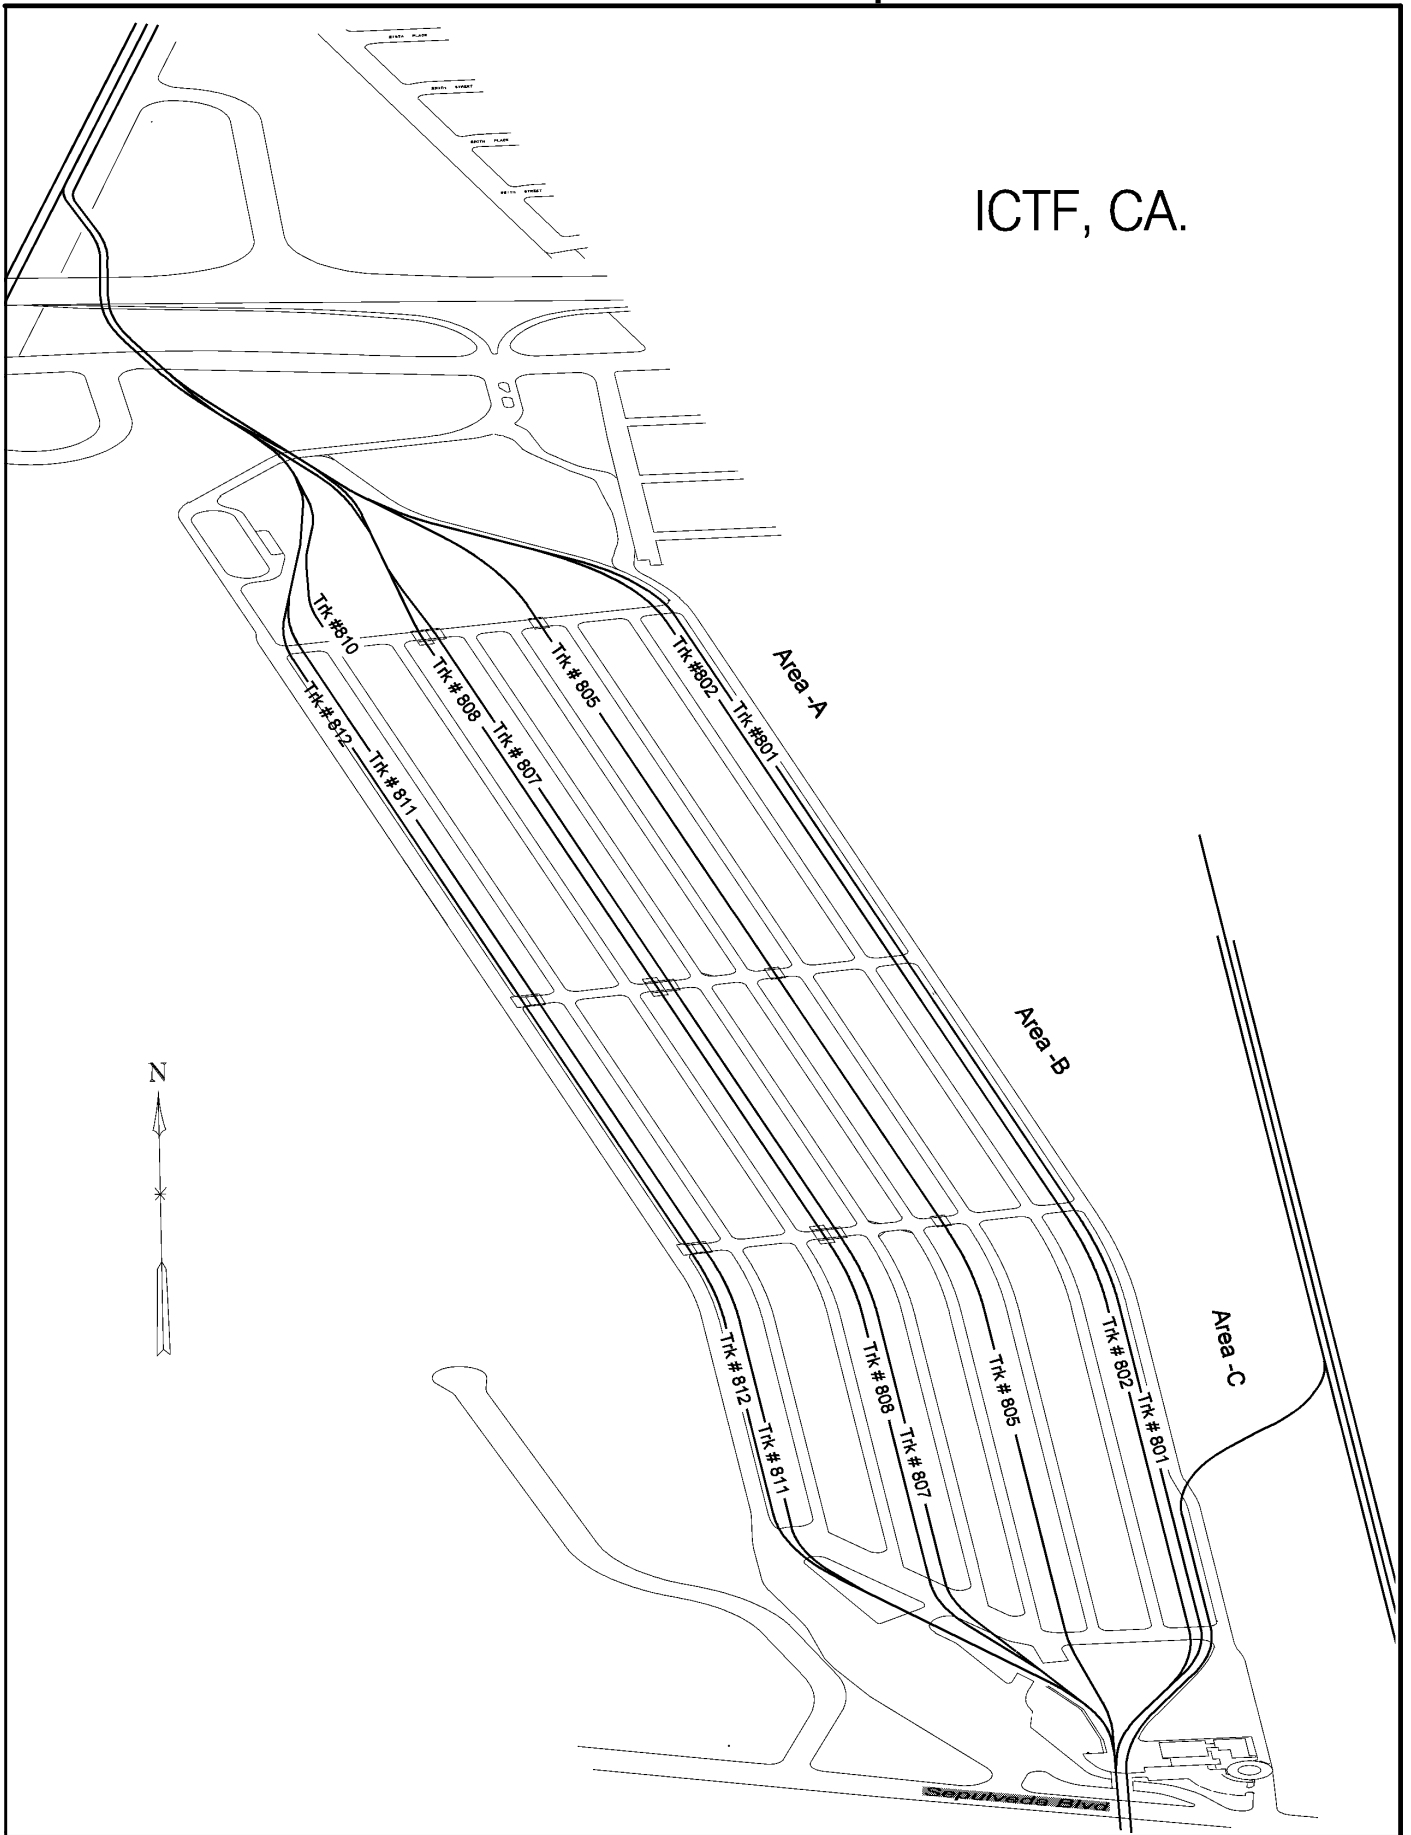 ICTF, CA.
Trk #810
Trk #802
Area -A
Trk # 805
Trk # 808
Trk # 812
Trk #801
Trk # 807
Trk # 811
Area -B
N
Area -C
Trk # 802
Trk # 812
Trk # 808
Trk # 805
Trk # 801
Trk # 811
Trk # 807
Sepulveda Blvd